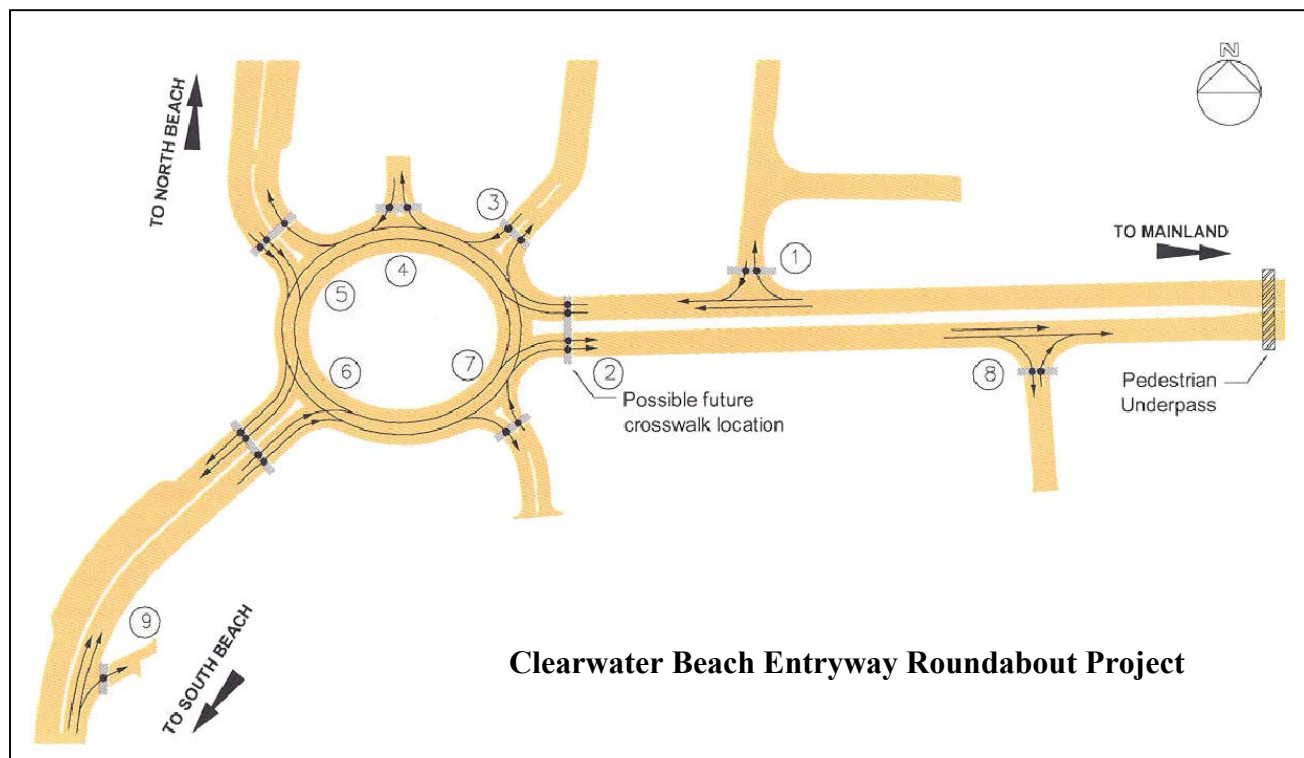 N
TO NORTH BEACH
3
1
TO MAINLAND
4
5
7
6
2
8
Possible future
crosswalk location
Pedestrian
Underpass
9
TO SOUTH BEACH
Clearwater Beach Entryway Roundabout Project